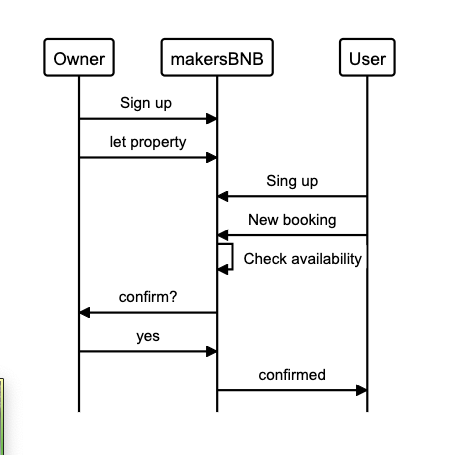 Owner
makersBNB
User
Sign up
let property
Sing up
New booking
Check availability
confirm?
yes
confirmed